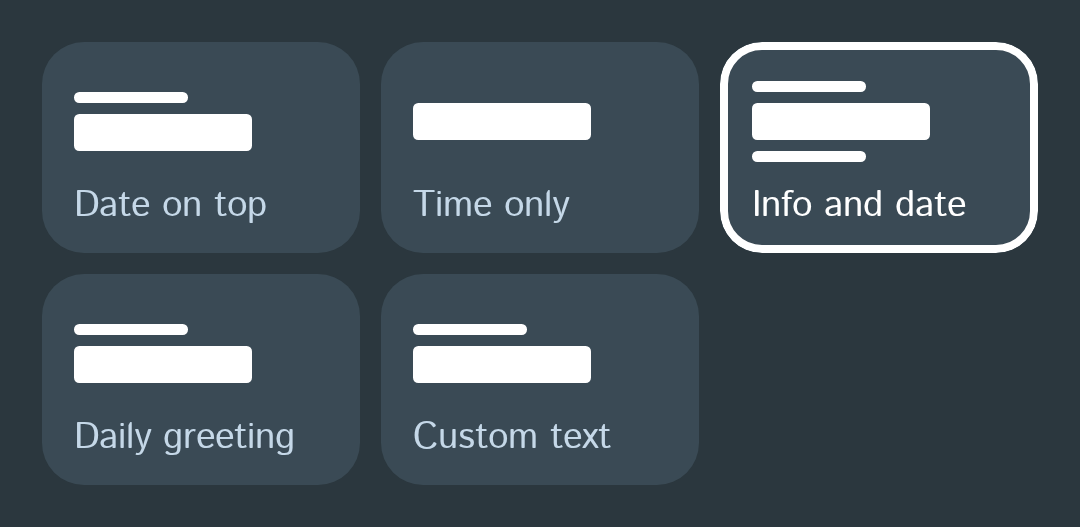 Date on top
Time only
Info and date
Daily greeting
Custom text